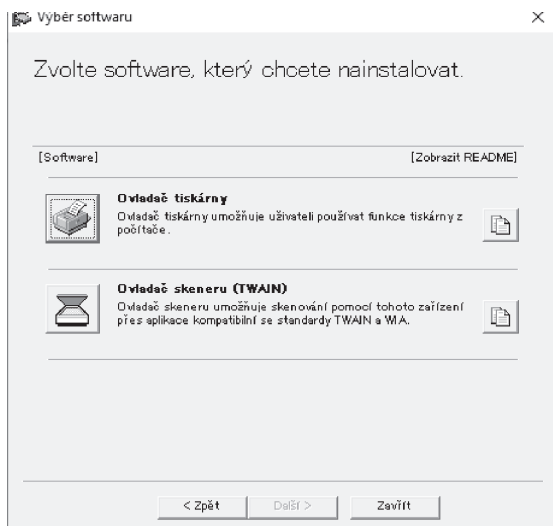 Výběr softwaru
Zvolte software, který chcete nainstalovat.
[Software] [Zobrazit README]
Ovladač tiskárny
Ovladač tiskárny umožňuje uživateli používat funkce tiskárny z
počítače.
Ovladač skeneru (TWAIN)
Ovladač skeneru umožňuje skenování pomocí tohoto zařízení
přes aplikace kompatibilní se standardy TWAIN a WIA.
< Zpět Další > Zavřít